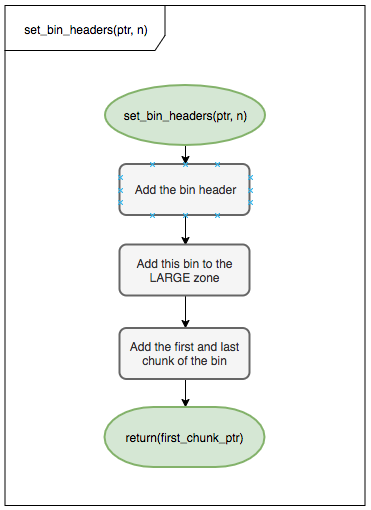 set_bin_headers(ptr, n)
set_bin_headers(ptr, n)
Add the bin header
Add this bin to the
LARGE zone
Add the first and last
chunk of the bin
return(first_chunk_ptr)